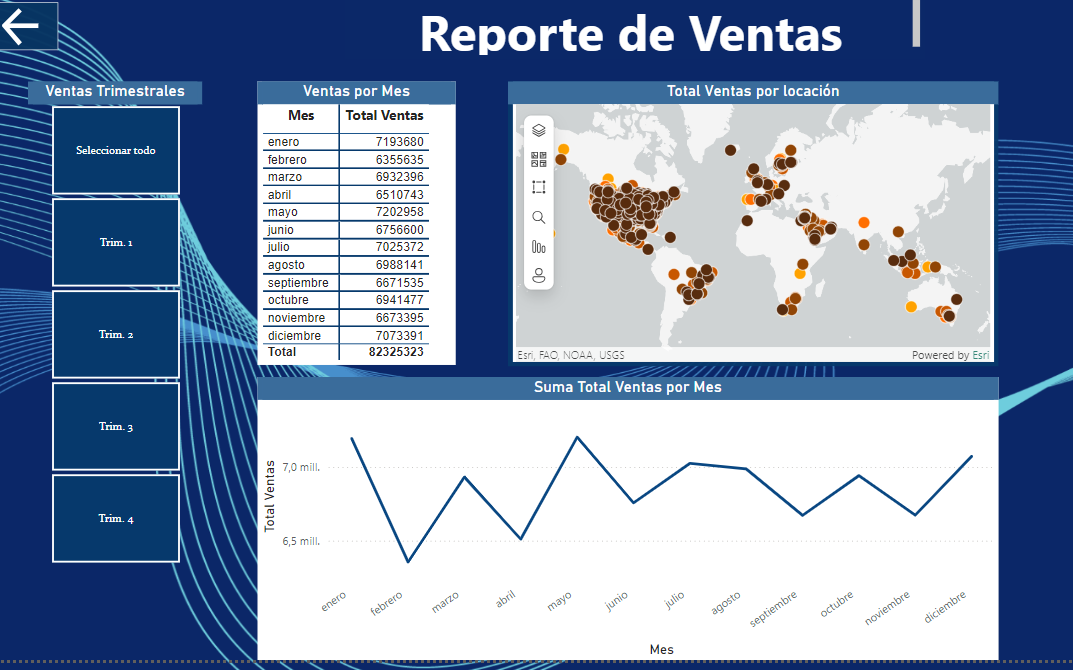 Reporte de Ventas
Ventas Trimestrales
Seleccionar todo
Trim. 1
Trim. 2
Trim. 3
Trim. 4
Ventas por Mes
Mes Total Ventas
enero 7193680
febrero 6355635
marzo 6932396
abril 6510743
mayo 7202958
junio 6756600
julio 7025372
agosto 6988141
septiembre 6671535
octubre 6941477
noviembre 6673395
diciembre 7073391
Total 82325323
Total Ventas por locación
Esri, FAO, NOAA, USGS
Powered by Esri
Suma Total Ventas por Mes
Total Ventas
7,0 mill.
6,5 mill.
enero
febrero
marzo
abril
mayo
junio
julio
agosto
septiembre
octubre
noviembre
diciembre
Mes